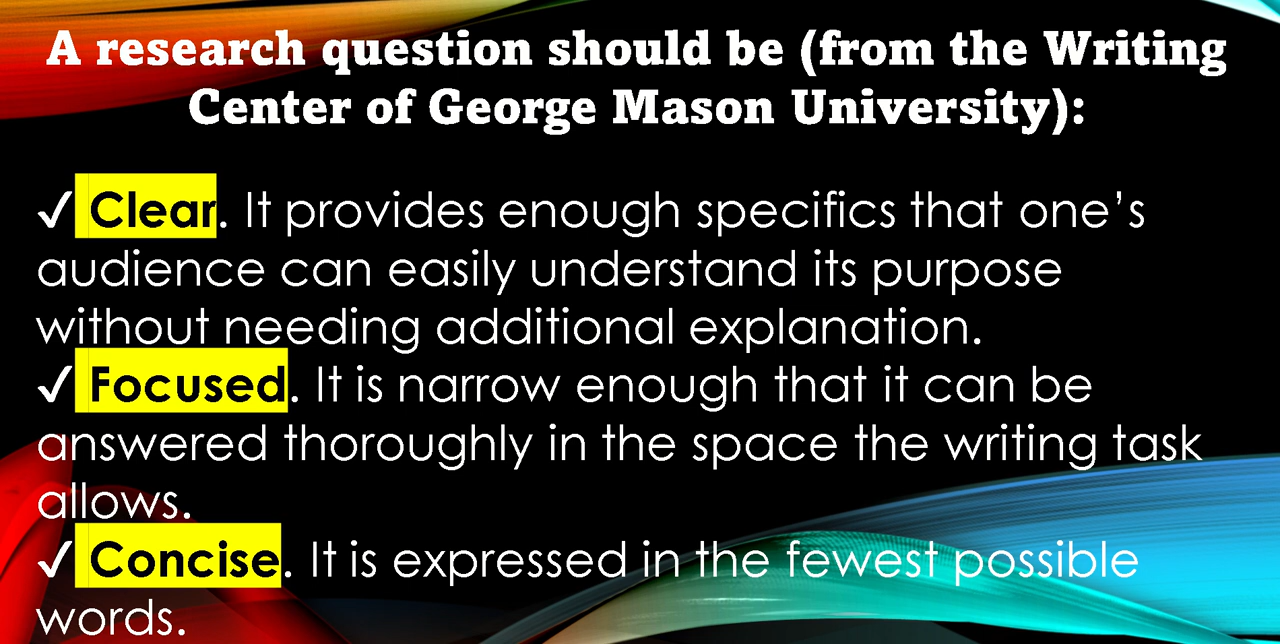 A research question should be (from the Writing
Center of George Mason University):
✓ Clear. It provides enough specifics that one’s
audience can easily understand its purpose
without needing additional explanation.
✓ Focused. It is narrow enough that it can be
answered thoroughly in the space the writing task
allows.
✓ Concise. It is expressed in the fewest possible
words.